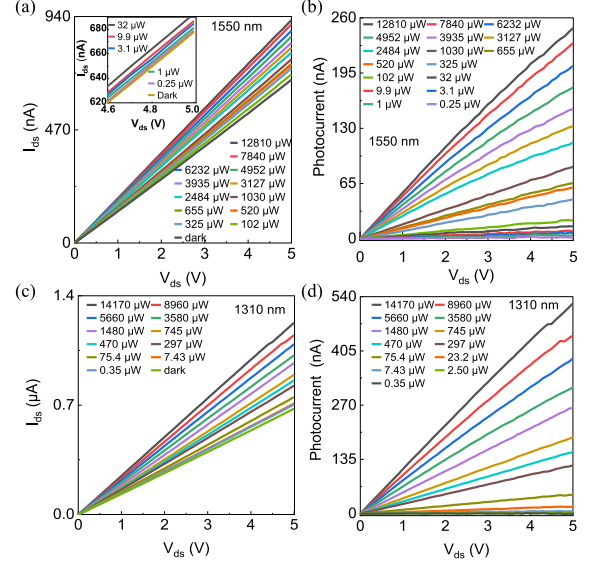 (a)
940
470
0
I_ds (nA)
0 1 2 3 4 5
V_ds (V)
1550 nm
680
660
640
620
I_ds (nA)
4.6 4.8 5.0
V_ds (V)
32 μW
9.9 μW
3.1 μW
1 μW
0.25 μW
Dark
12810 μW
7840 μW
6232 μW 4952 μW
3935 μW 3127 μW
2484 μW 1030 μW
655 μW 520 μW
325 μW 102 μW
dark
(b)
260
195
130
65
0
Photocurrent (nA)
0 1 2 3 4 5
V_ds (V)
12810 μW 7840 μW 6232 μW
4952 μW 3935 μW 3127 μW
2484 μW 1030 μW 655 μW
520 μW 325 μW
102 μW 32 μW
9.9 μW 3.1 μW
1 μW 0.25 μW
1550 nm
(c)
1.4
0.7
0.0
I_ds (μA)
0 1 2 3 4 5
V_ds (V)
14170 μW 8960 μW
5660 μW 3580 μW
1480 μW 745 μW
470 μW 297 μW
75.4 μW 7.43 μW
0.35 μW dark
1310 nm
(d)
540
405
270
135
0
Photocurrent (nA)
0 1 2 3 4 5
V_ds (V)
14170 μW 8960 μW
5660 μW 3580 μW
1480 μW 745 μW
470 μW 297 μW
75.4 μW 23.2 μW
7.43 μW 2.50 μW
0.35 μW
1310 nm